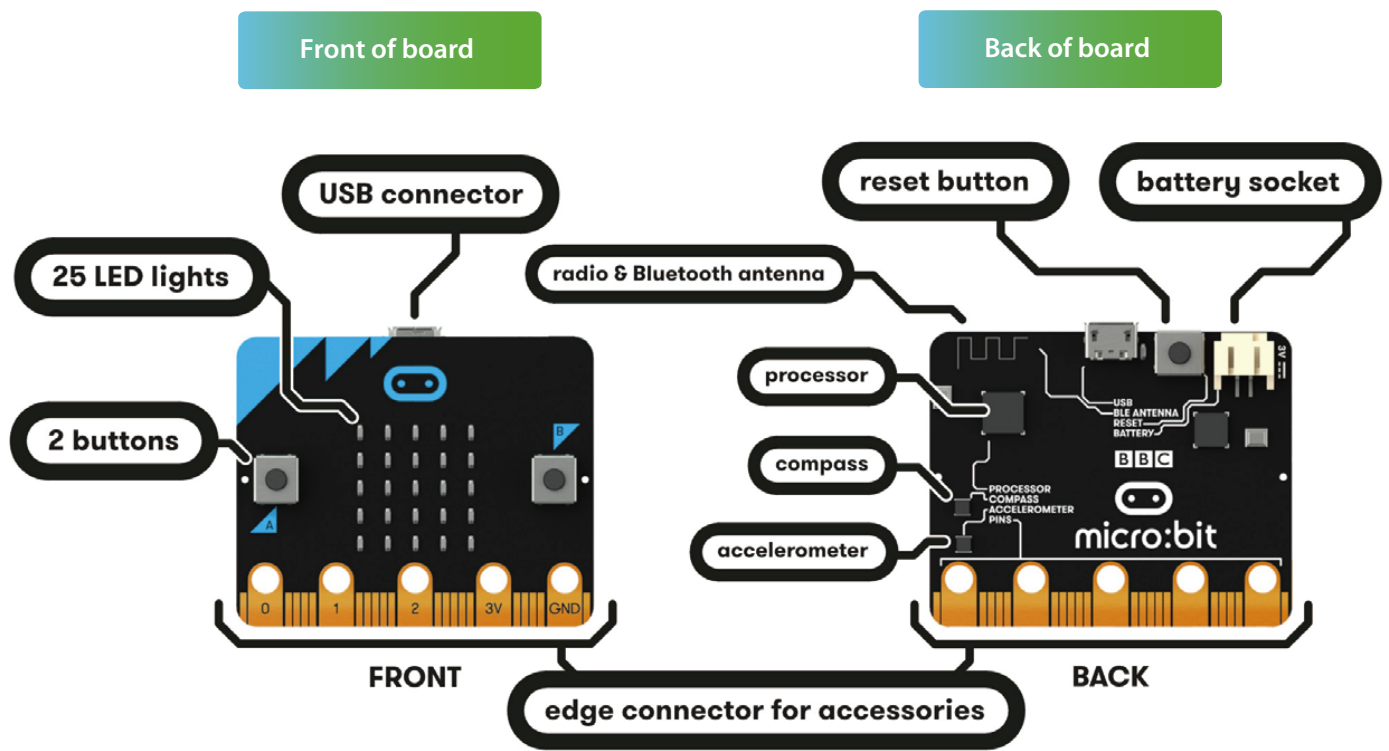 Front of board
Back of board
USB connector
25 LED lights
2 buttons
B
A
0
1
2
3V
GND
FRONT
reset button
battery socket
radio & Bluetooth antenna
processor
compass
accelerometer
3V
USB
BLE ANTENNA
RESET
BATTERY
BBC
PROCESSOR
COMPASS
ACCELEROMETER
PINS
micro:bit
BACK
edge connector for accessories